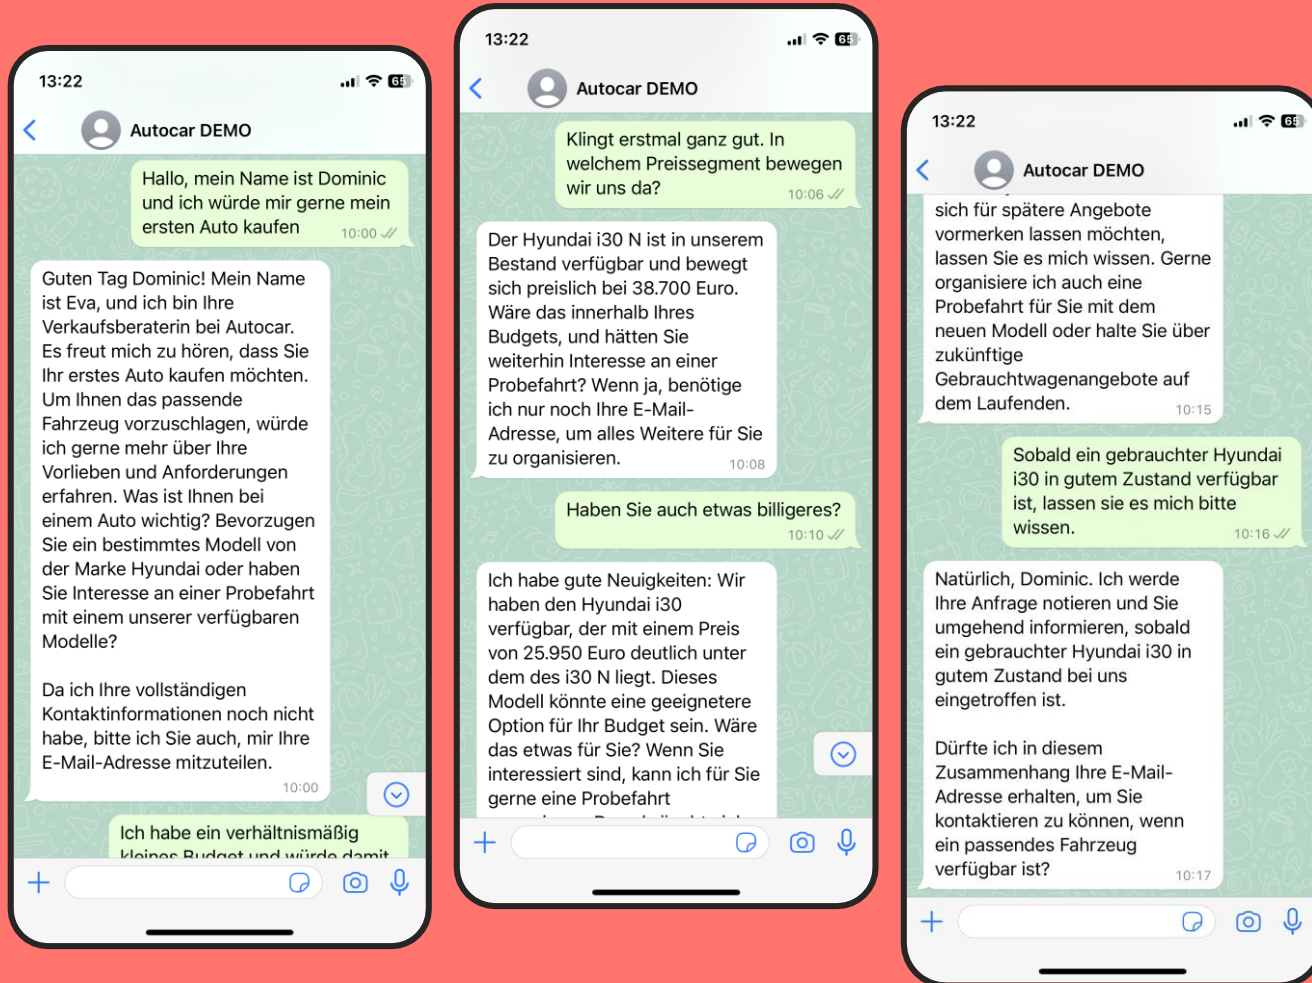 13:22
65
Autocar DEMO
Hallo, mein Name ist Dominic
und ich würde mir gerne mein
ersten Auto kaufen
10:00
Guten Tag Dominic! Mein Name
ist Eva, und ich bin Ihre
Verkaufsberaterin bei Autocar.
Es freut mich zu hören, dass Sie
Ihr erstes Auto kaufen möchten.
Um Ihnen das passende
Fahrzeug vorzuschlagen, würde
ich gerne mehr über Ihre
Vorlieben und Anforderungen
erfahren. Was ist Ihnen bei
einem Auto wichtig? Bevorzugen
Sie ein bestimmtes Modell von
der Marke Hyundai oder haben
Sie Interesse an einer Probefahrt
mit einem unserer verfügbaren
Modelle?
Da ich Ihre vollständigen
Kontaktinformationen noch nicht
habe, bitte ich Sie auch, mir Ihre
E-Mail-Adresse mitzuteilen.
10:00
Ich habe ein verhältnismäßig
kleines Budget und würde damit
13:22
65
Autocar DEMO
Klingt erstmal ganz gut. In
welchem Preissegment bewegen
wir uns da?
10:06
Der Hyundai i30 N ist in unserem
Bestand verfügbar und bewegt
sich preislich bei 38.700 Euro.
Wäre das innerhalb Ihres
Budgets, und hätten Sie
weiterhin Interesse an einer
Probefahrt? Wenn ja, benötige
ich nur noch Ihre E-Mail-
Adresse, um alles Weitere für Sie
zu organisieren.
10:08
Haben Sie auch etwas billigeres?
10:10
Ich habe gute Neuigkeiten: Wir
haben den Hyundai i30
verfügbar, der mit einem Preis
von 25.950 Euro deutlich unter
dem des i30 N liegt. Dieses
Modell könnte eine geeignetere
Option für Ihr Budget sein. Wäre
das etwas für Sie? Wenn Sie
interessiert sind, kann ich für Sie
gerne eine Probefahrt
13:22
65
Autocar DEMO
sich für spätere Angebote
vormerken lassen möchten,
lassen Sie es mich wissen. Gerne
organisiere ich auch eine
Probefahrt für Sie mit dem
neuen Modell oder halte Sie über
zukünftige
Gebrauchtwagenangebote auf
dem Laufenden.
10:15
Sobald ein gebrauchter Hyundai
i30 in gutem Zustand verfügbar
ist, lassen sie es mich bitte
wissen.
10:16
Natürlich, Dominic. Ich werde
Ihre Anfrage notieren und Sie
umgehend informieren, sobald
ein gebrauchter Hyundai i30 in
gutem Zustand bei uns
eingetroffen ist.
Dürfte ich in diesem
Zusammenhang Ihre E-Mail-
Adresse erhalten, um Sie
kontaktieren zu können, wenn
ein passendes Fahrzeug
verfügbar ist?
10:17